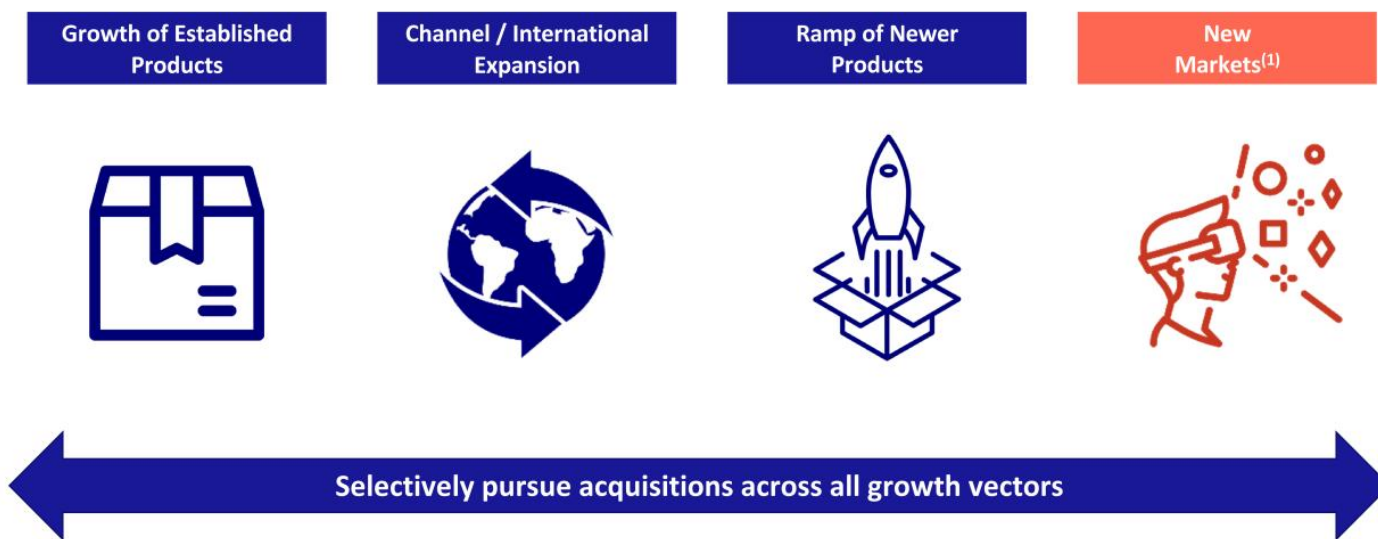 Growth of Established
Products
Channel / International
Expansion
Ramp of Newer
Products
New
Markets(1)
Selectively pursue acquisitions across all growth vectors